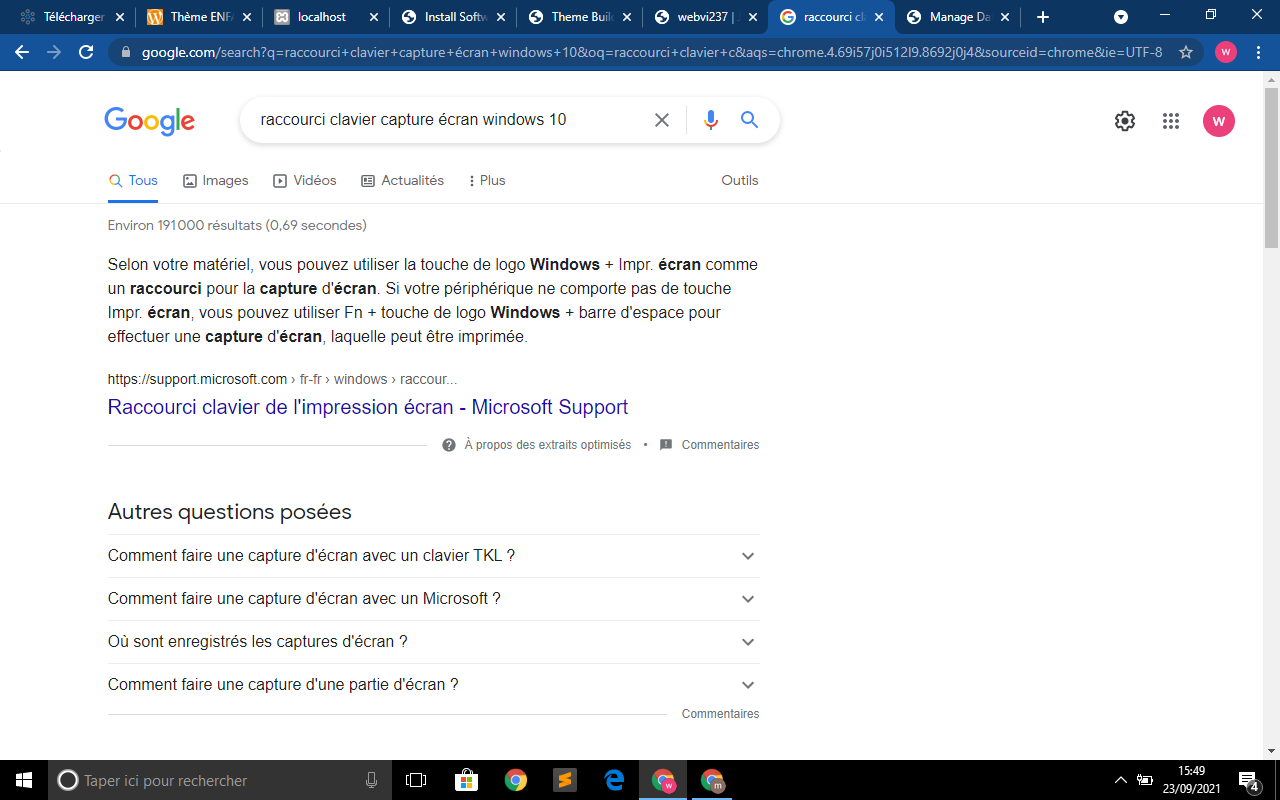 Télécharger
Thème ENFA
localhost
Install Softw
Theme Buil
webvi237 |
raccourci cl
Manage Da
google.com/search?q=raccourci+clavier+capture+écran+windows+10&oq=raccourci+clavier+c&aqs=chrome.4.69i57j0i512l9.8692j0j4&sourceid=chrome&ie=UTF-8
w
Google
raccourci clavier capture écran windows 10
w
Tous
Images
Vidéos
Actualités
Plus
Outils
Environ 191 000 résultats (0,69 secondes)
Selon votre matériel, vous pouvez utiliser la touche de logo Windows + Impr. écran comme
un raccourci pour la capture d'écran. Si votre périphérique ne comporte pas de touche
Impr. écran, vous pouvez utiliser Fn + touche de logo Windows + barre d'espace pour
effectuer une capture d'écran, laquelle peut être imprimée.
https://support.microsoft.com › fr-fr › windows › raccour...
Raccourci clavier de l'impression écran - Microsoft Support
À propos des extraits optimisés • Commentaires
Autres questions posées
Comment faire une capture d'écran avec un clavier TKL ?
Comment faire une capture d'écran avec un Microsoft ?
Où sont enregistrés les captures d'écran ?
Comment faire une capture d'une partie d'écran ?
Commentaires
Taper ici pour rechercher
w
m
15:49
23/09/2021
4